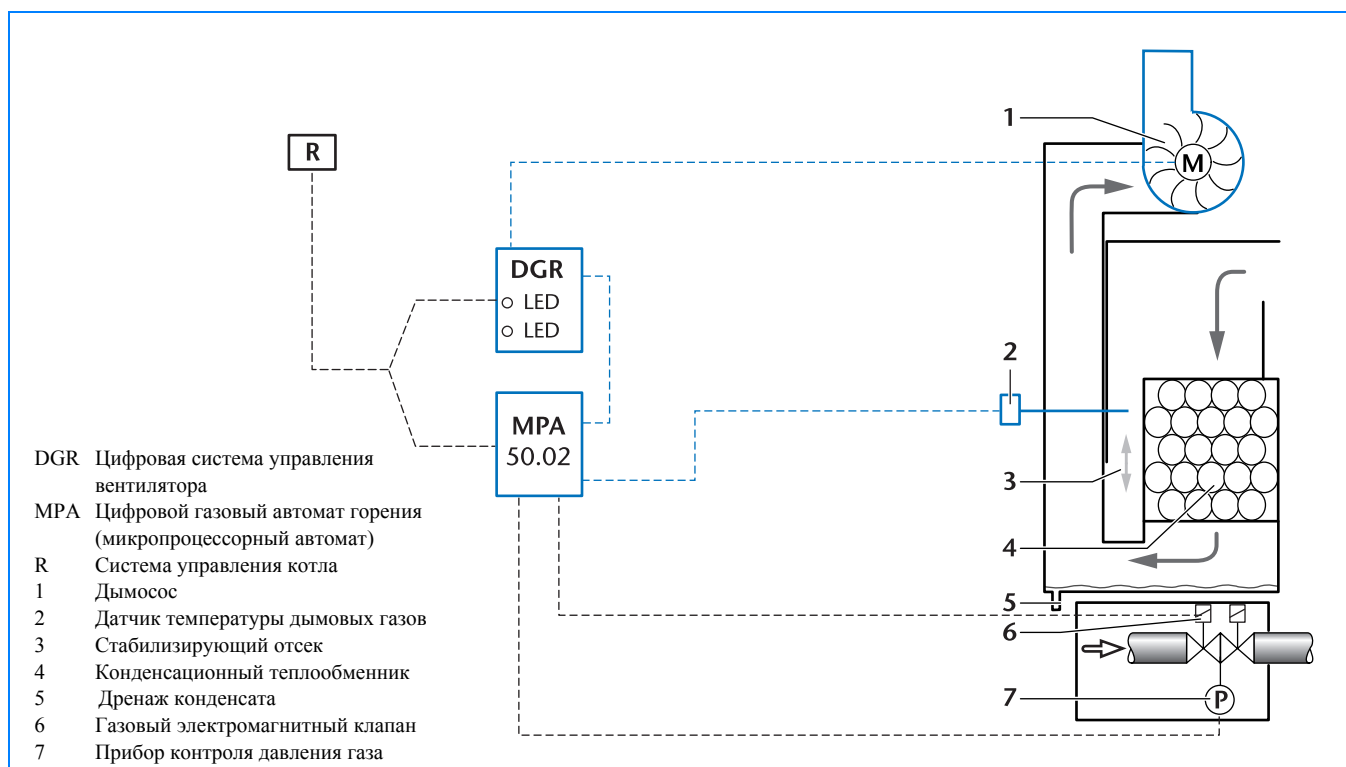 1
M
R
DGR
LED
LED
2
MPA
50.02
3
4
5
6
7
P
DGR Цифровая система управления
вентилятора
MPA Цифровой газовый автомат горения
(микропроцессорный автомат)
R Система управления котла
1 Дымосос
2 Датчик температуры дымовых газов
3 Стабилизирующий отсек
4 Конденсационный теплообменник
5 Дренаж конденсата
6 Газовый электромагнитный клапан
7 Прибор контроля давления газа